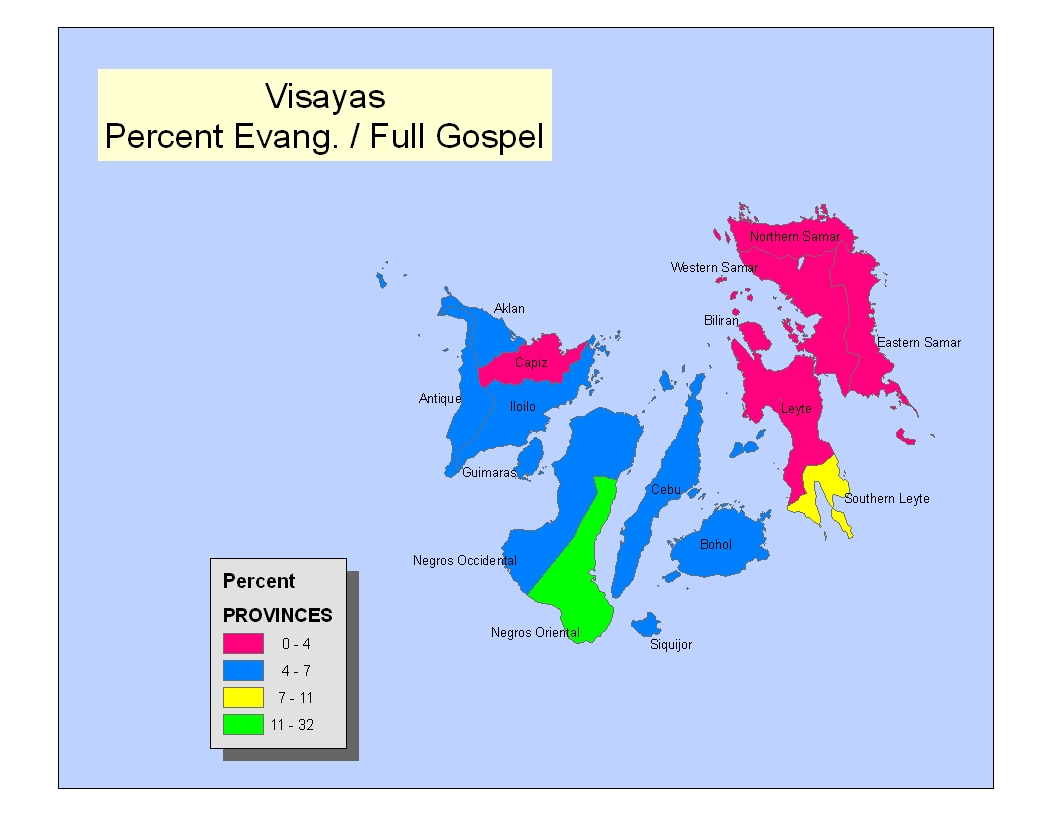 Visayas
Percent Evang. / Full Gospel
Northern Samar
Western Samar
Aklan
Biliran
Eastern Samar
Capiz
Antique
Iloilo
Leyte
Guimaras
Cebu
Southern Leyte
Bohol
Negros Occidental
Negros Oriental
Siquijor
Percent
PROVINCES
0 - 4
4 - 7
7 - 11
11 - 32